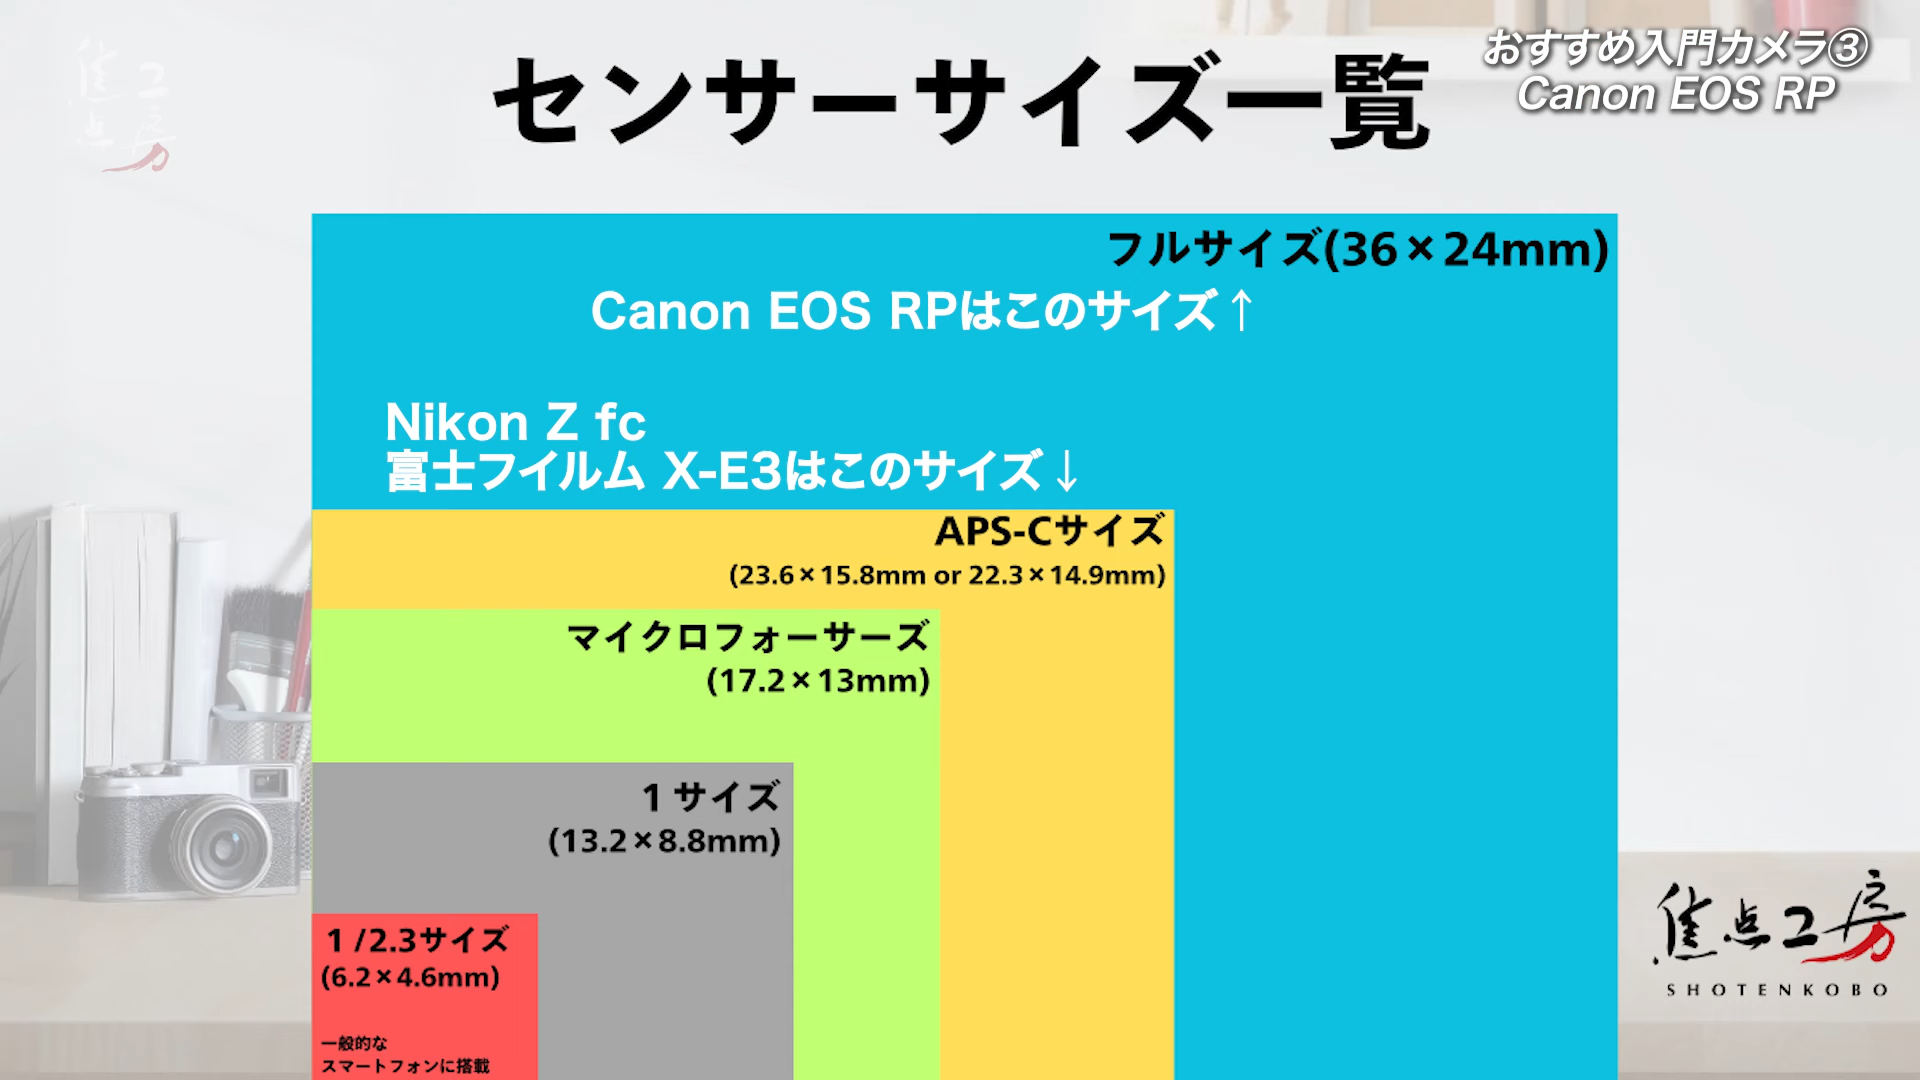 焦点工房
おすすめ入門カメラ③
Canon EOS RP
センサーサイズ一覧
フルサイズ(36×24mm)
Canon EOS RPはこのサイズ↑
Nikon Z fc
富士フイルム X-E3はこのサイズ↓
APS-Cサイズ
(23.6×15.8mm or 22.3×14.9mm)
マイクロフォーサーズ
(17.2×13mm)
1 サイズ
(13.2×8.8mm)
1 /2.3サイズ
(6.2×4.6mm)
一般的な
スマートフォンに搭載
焦点工房
SHOTENKOBO